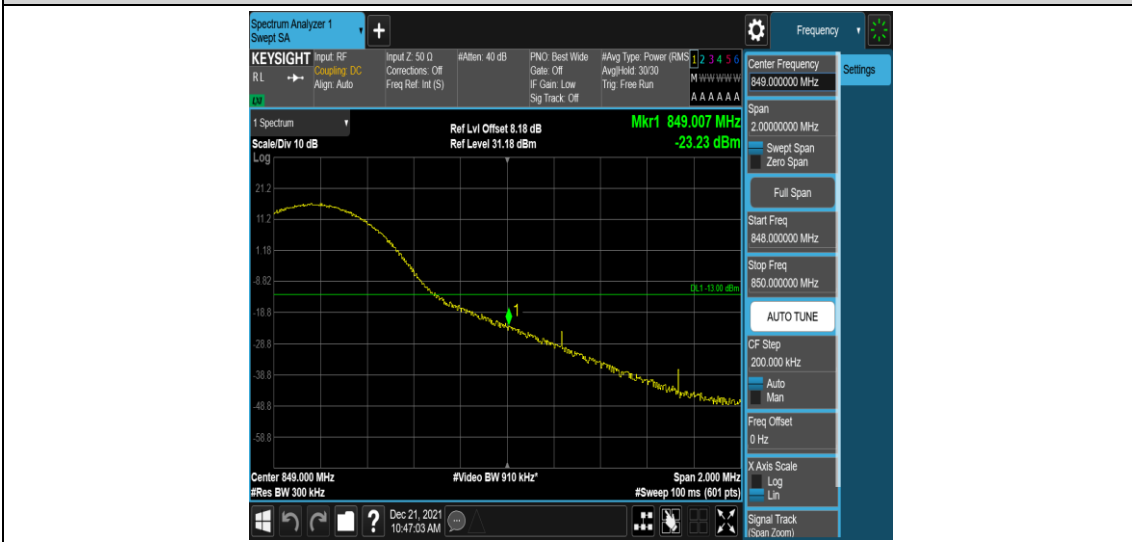 Spectrum Analyzer 1
Swept SA
+
Frequency
KEYSIGHT
RL
LXI
Input: RF
Coupling: DC
Align: Auto
Input Z: 50 Ω
Corrections: Off
Freq Ref: Int (S)
#Atten: 40 dB
PNO: Best Wide
Gate: Off
IF Gain: Low
Sig Track: Off
#Avg Type: Power (RMS
Avg|Hold: 30/30
Trig: Free Run
1 2 3 4 5 6
M W W W W W
A A A A A A
1 Spectrum
Scale/Div 10 dB
Log
Ref Lvl Offset 8.18 dB
Ref Level 31.18 dBm
Mkr1 849.007 MHz
-23.23 dBm
21.2
11.2
1.18
-8.82
-18.8
-28.8
-38.8
-48.8
-58.8
DL1 -13.00 dBm
1
Center 849.000 MHz
#Res BW 300 kHz
#Video BW 910 kHz*
Span 2.000 MHz
#Sweep 100 ms (601 pts)
Center Frequency
849.000000 MHz
Settings
Span
2.00000000 MHz
Swept Span
Zero Span
Full Span
Start Freq
848.000000 MHz
Stop Freq
850.000000 MHz
AUTO TUNE
CF Step
200.000 kHz
Auto
Man
Freq Offset
0 Hz
X Axis Scale
Log
Lin
Signal Track
(Span Zoom)
?
Dec 21, 2021
10:47:03 AM